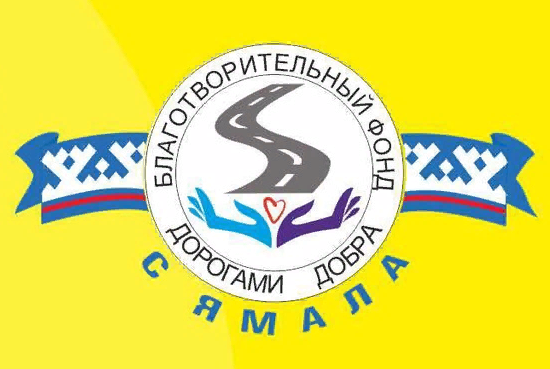 БЛАГОТВОРИТЕЛЬНЫЙ ФОНД
ДОРОГАМИ ДОБРА
С ЯМАЛА